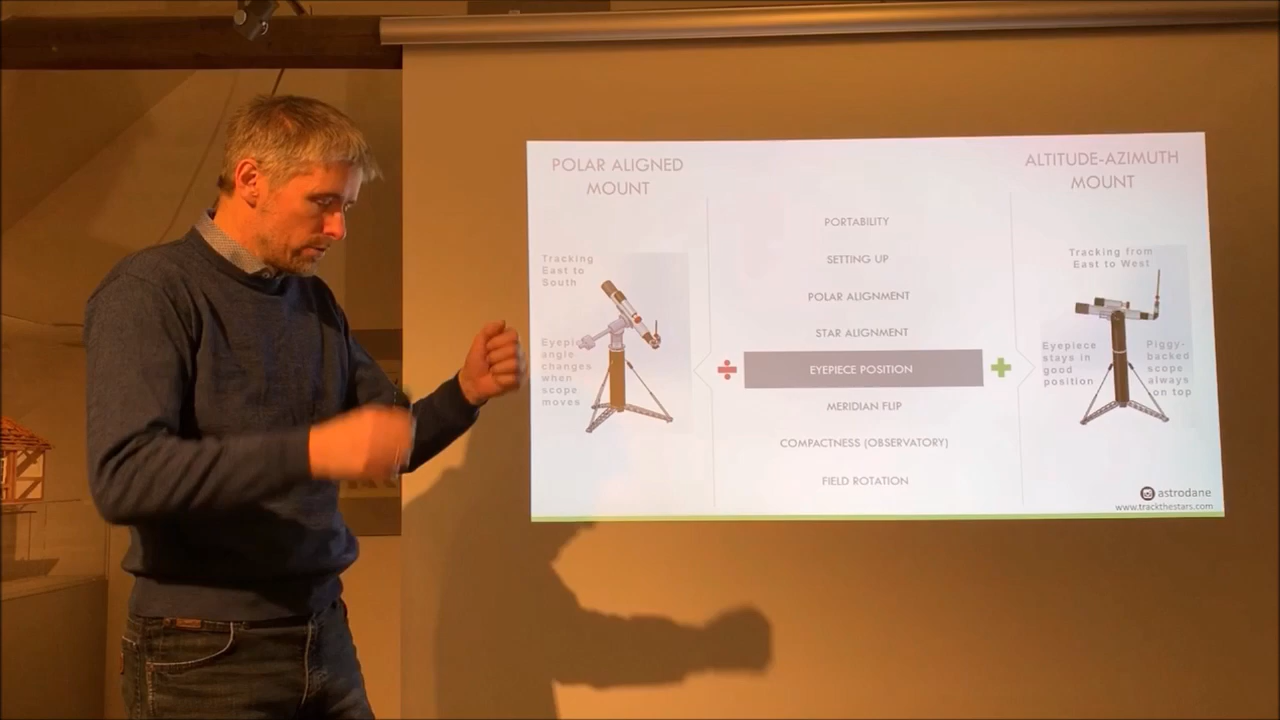 POLAR ALIGNED
MOUNT
Tracking
East to
South
Eyepiece
angle
changes
when
scope
moves
PORTABILITY
SETTING UP
POLAR ALIGNMENT
STAR ALIGNMENT
EYEPIECE POSITION
MERIDIAN FLIP
COMPACTNESS (OBSERVATORY)
FIELD ROTATION
ALTITUDE-AZIMUTH
MOUNT
Tracking from
East to West
Eyepiece
stays in
good
position
Piggy-
backed
scope
always
on top
astrodane
www.trackthestars.com